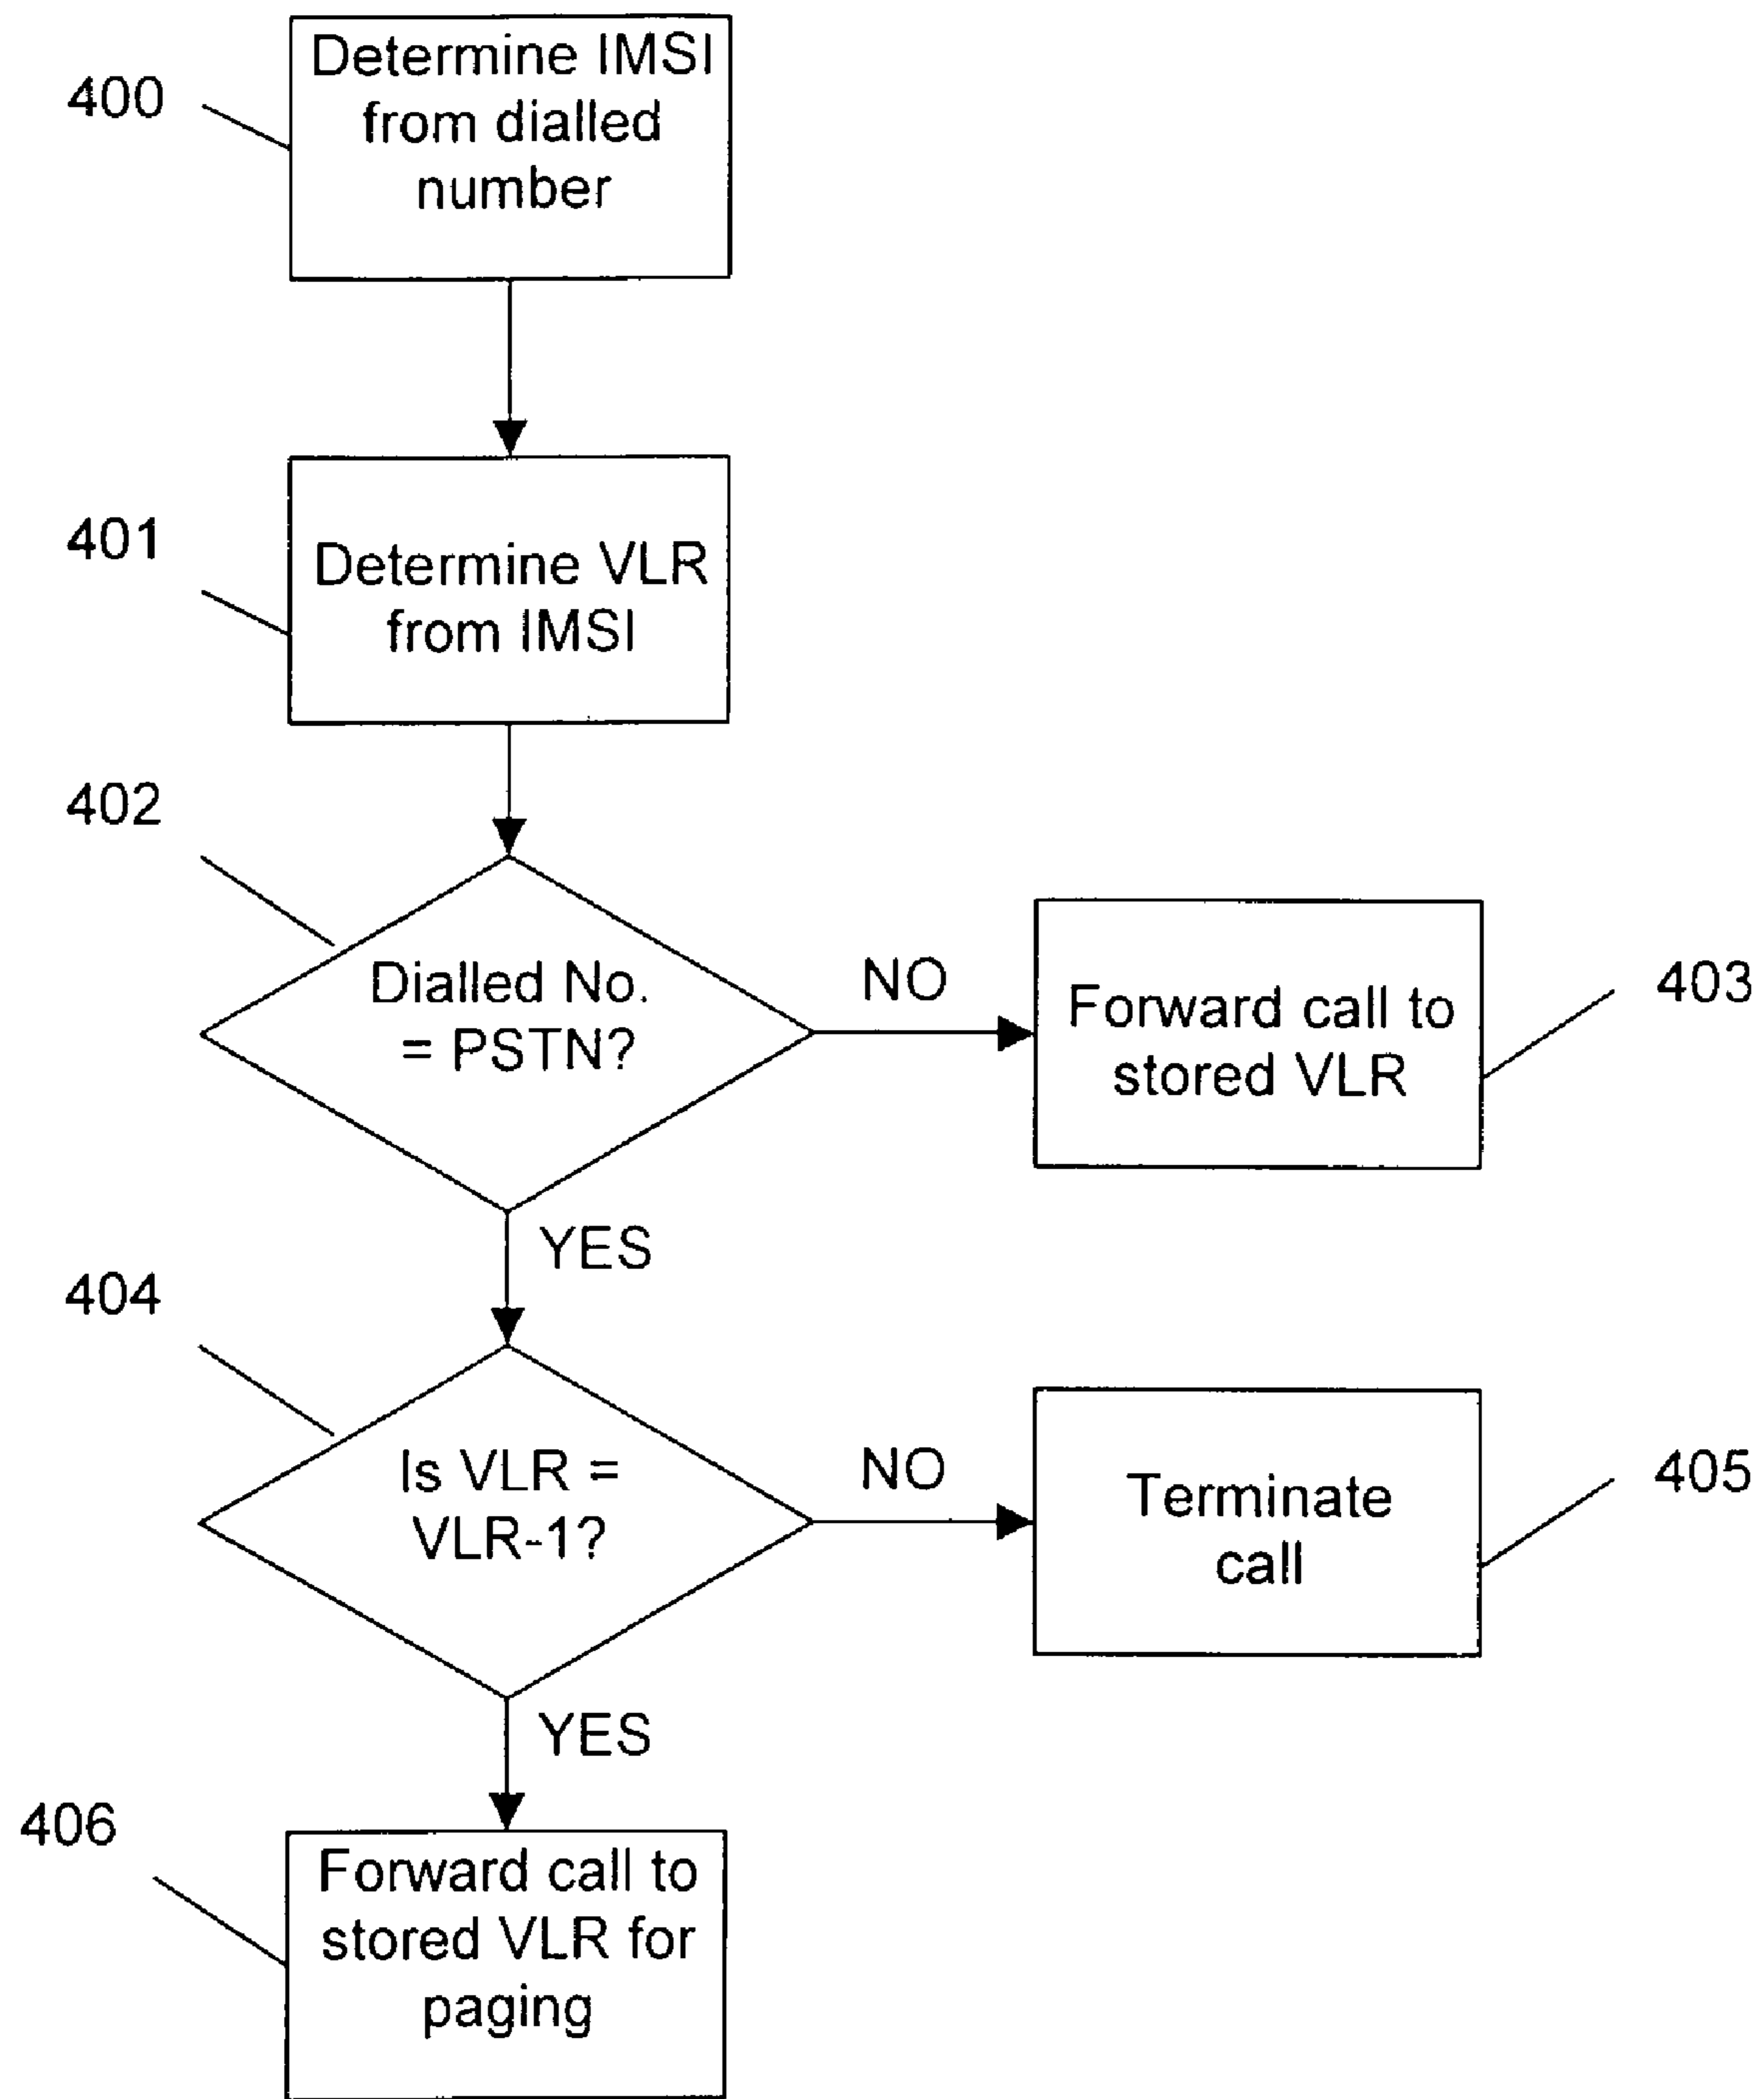 400
Determine IMSI
from dialled
number
401
Determine VLR
from IMSI
402
Dialled No.
= PSTN?
NO
Forward call to
stored VLR
403
YES
404
Is VLR =
VLR-1?
NO
Terminate
call
405
YES
406
Forward call to
stored VLR for
paging